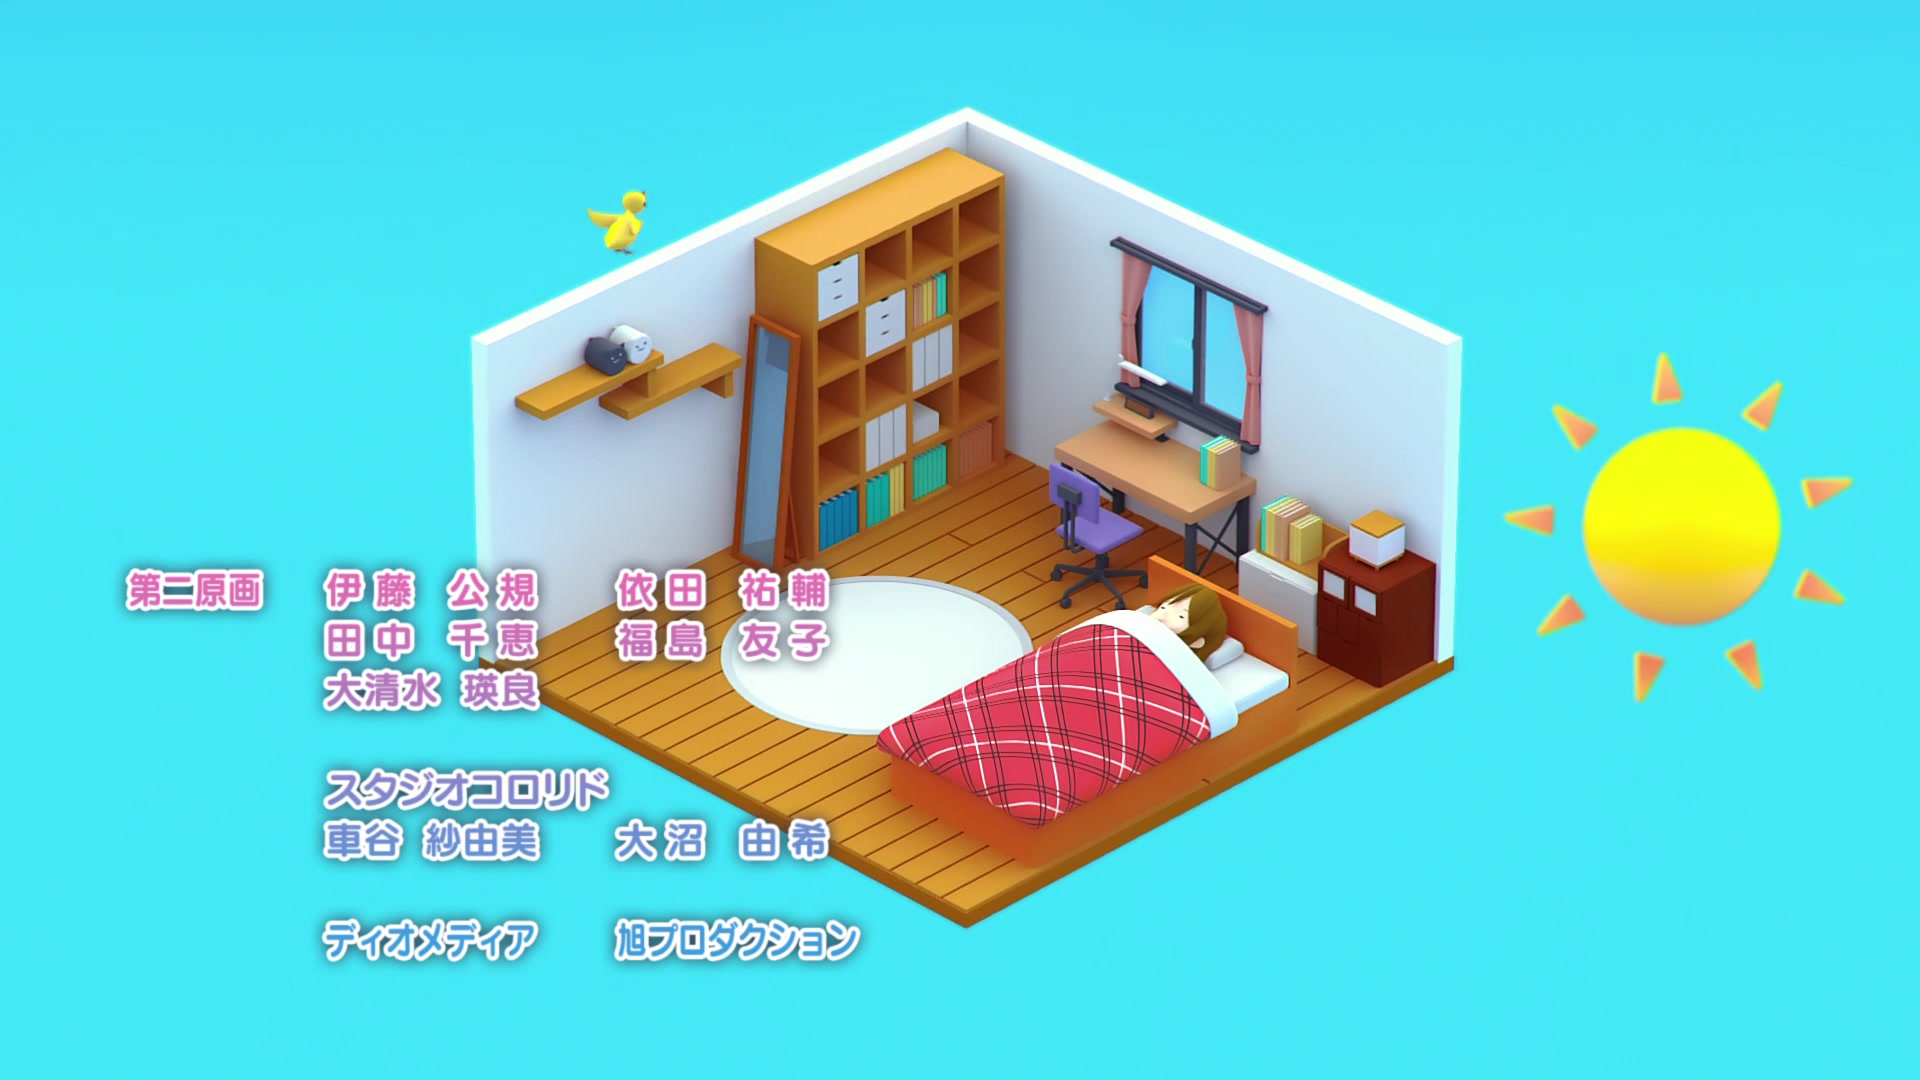 第二原画 伊藤 公規 依田 祐輔
田中 千恵 福島 友子
大清水 瑛良
スタジオコロリド
車谷 紗由美 大沼 由希
ディオメディア 旭プロダクション